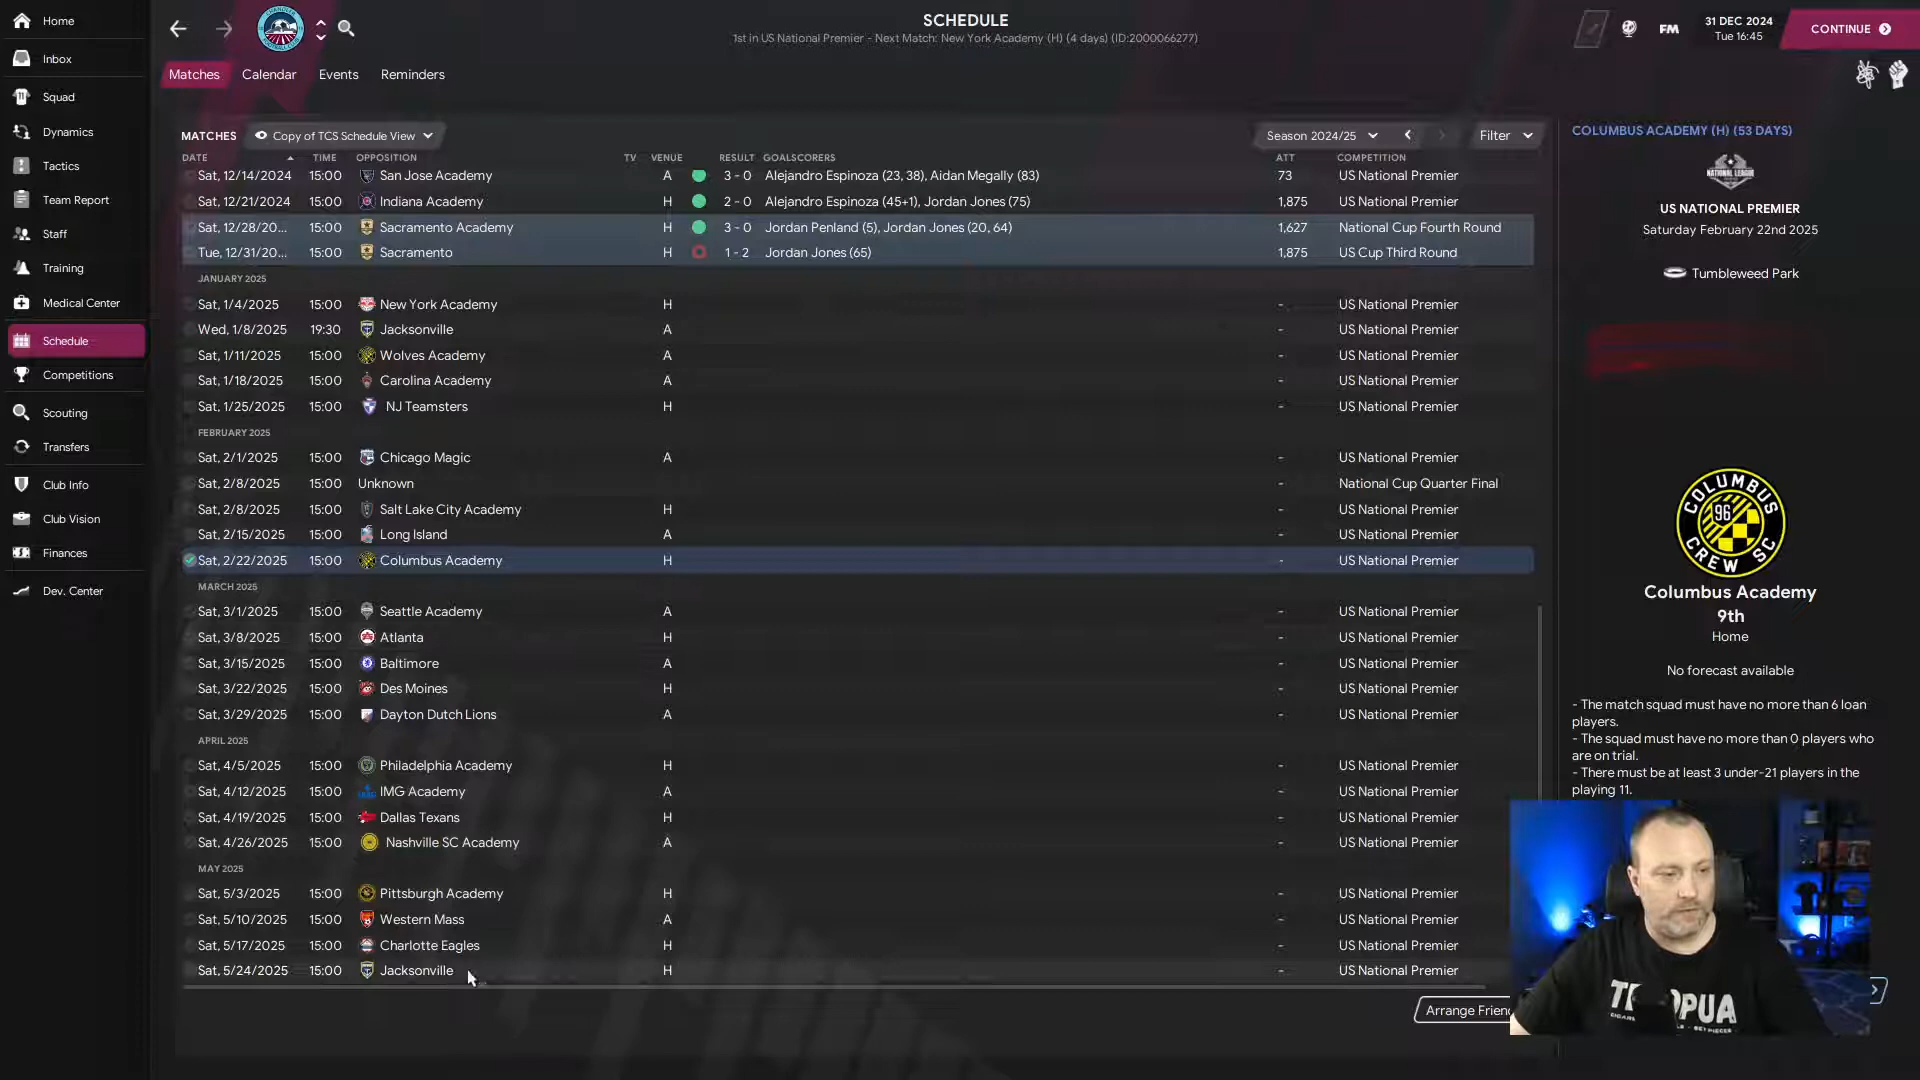 Home
SCHEDULE
1st in US National Premier - Next Match: New York Academy (H) (4 days) (ID:2000066277)
FM
31 DEC 2024
Tue 16:45
CONTINUE
Inbox
Squad
Dynamics
Tactics
Team Report
Staff
Training
Medical Center
Schedule
Competitions
Scouting
Transfers
Club Info
Club Vision
Finances
Dev. Center
Matches Calendar Events Reminders
MATCHES Copy of TCS Schedule View Season 2024/25 Filter
DATE TIME OPPOSITION TV VENUE RESULT GOALSCORERS ATT COMPETITION
Sat, 12/14/2024 15:00 San Jose Academy A 3 - 0 Alejandro Espinoza (23, 38), Aidan Megally (83) 73 US National Premier
Sat, 12/21/2024 15:00 Indiana Academy H 2 - 0 Alejandro Espinoza (45+1), Jordan Jones (75) 1,875 US National Premier
Sat, 12/28/20... 15:00 Sacramento Academy H 3 - 0 Jordan Penland (5), Jordan Jones (20, 64) 1,627 National Cup Fourth Round
Tue, 12/31/20... 15:00 Sacramento H 1 - 2 Jordan Jones (65) 1,875 US Cup Third Round
JANUARY 2025
Sat, 1/4/2025 15:00 New York Academy H - US National Premier
Wed, 1/8/2025 19:30 Jacksonville A - US National Premier
Sat, 1/11/2025 15:00 Wolves Academy A - US National Premier
Sat, 1/18/2025 15:00 Carolina Academy A - US National Premier
Sat, 1/25/2025 15:00 NJ Teamsters H - US National Premier
FEBRUARY 2025
Sat, 2/1/2025 15:00 Chicago Magic A - US National Premier
Sat, 2/8/2025 15:00 Unknown - National Cup Quarter Final
Sat, 2/8/2025 15:00 Salt Lake City Academy H - US National Premier
Sat, 2/15/2025 15:00 Long Island A - US National Premier
Sat, 2/22/2025 15:00 Columbus Academy H - US National Premier
MARCH 2025
Sat, 3/1/2025 15:00 Seattle Academy A - US National Premier
Sat, 3/8/2025 15:00 Atlanta H - US National Premier
Sat, 3/15/2025 15:00 Baltimore A - US National Premier
Sat, 3/22/2025 15:00 Des Moines H - US National Premier
Sat, 3/29/2025 15:00 Dayton Dutch Lions A - US National Premier
APRIL 2025
Sat, 4/5/2025 15:00 Philadelphia Academy H - US National Premier
Sat, 4/12/2025 15:00 IMG Academy A - US National Premier
Sat, 4/19/2025 15:00 Dallas Texans H - US National Premier
Sat, 4/26/2025 15:00 Nashville SC Academy A - US National Premier
MAY 2025
Sat, 5/3/2025 15:00 Pittsburgh Academy H - US National Premier
Sat, 5/10/2025 15:00 Western Mass A - US National Premier
Sat, 5/17/2025 15:00 Charlotte Eagles H - US National Premier
Sat, 5/24/2025 15:00 Jacksonville H - US National Premier
Arrange Frien
COLUMBUS ACADEMY (H) (53 DAYS)
NATIONAL LEAGUE
US NATIONAL PREMIER
Saturday February 22nd 2025
Tumbleweed Park
COLUMBUS
96
CREW SC
Columbus Academy
9th
Home
No forecast available
- The match squad must have no more than 6 loan
players.
- The squad must have no more than 0 players who
are on trial.
- There must be at least 3 under-21 players in the
playing 11.